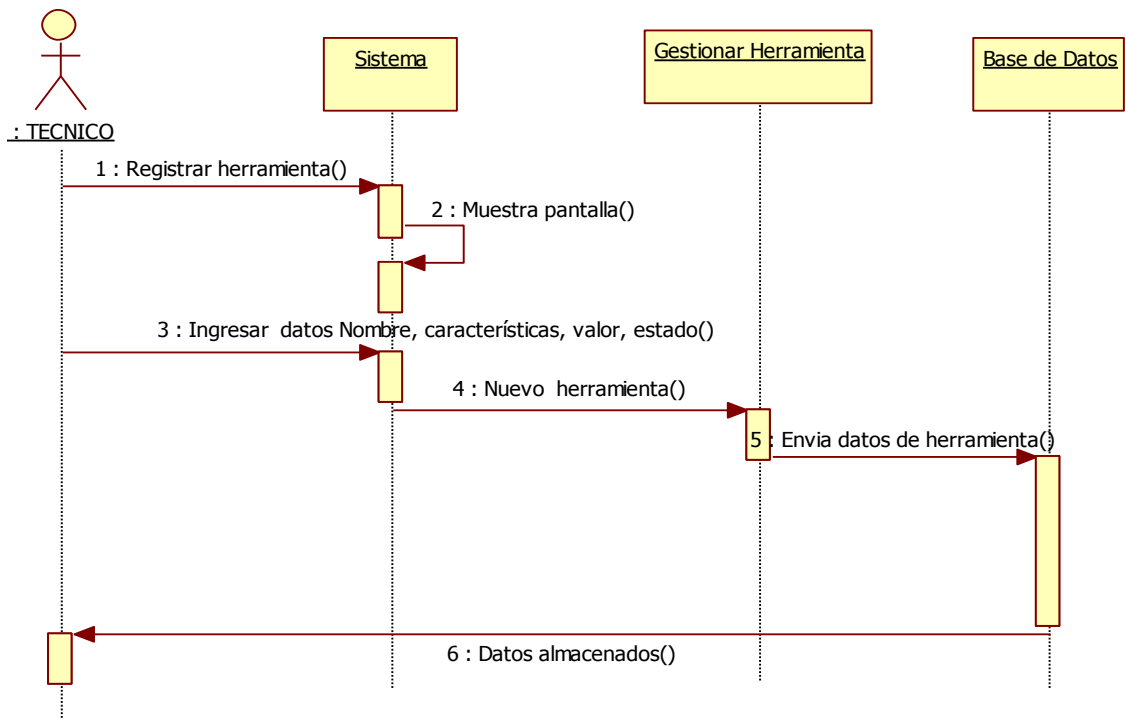 Sistema
Gestionar Herramienta
Base de Datos
: TECNICO
1 : Registrar herramienta()
2 : Muestra pantalla()
3 : Ingresar datos Nombre, características, valor, estado()
4 : Nuevo herramienta()
5 : Envia datos de herramienta()
6 : Datos almacenados()